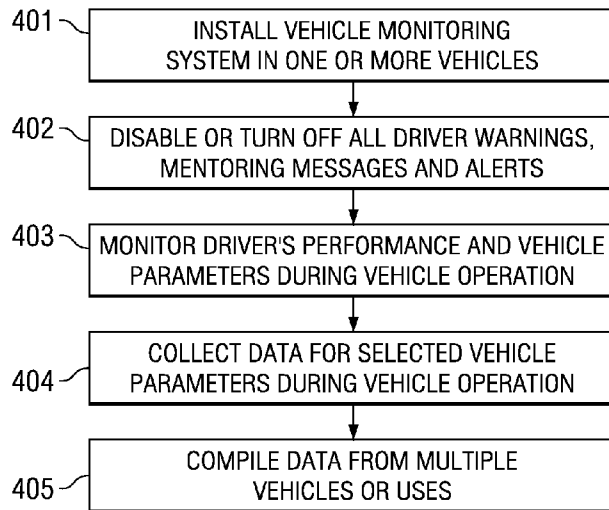 401
INSTALL VEHICLE MONITORING
SYSTEM IN ONE OR MORE VEHICLES
402
DISABLE OR TURN OFF ALL DRIVER WARNINGS,
MENTORING MESSAGES AND ALERTS
403
MONITOR DRIVER'S PERFORMANCE AND VEHICLE
PARAMETERS DURING VEHICLE OPERATION
404
COLLECT DATA FOR SELECTED VEHICLE
PARAMETERS DURING VEHICLE OPERATION
405
COMPILE DATA FROM MULTIPLE
VEHICLES OR USES